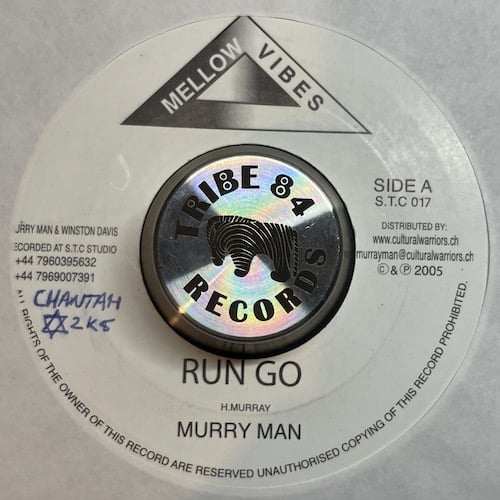 MELLOW VIBES
TRIBE 84
RECORDS
SIDE A
S.T.C 017
DISTRIBUTED BY:
www.culturalwarriors.ch
murrayman@culturalwarriors.ch
©&℗ 2005
URRY MAN & WINSTON DAVIS
ECORDED AT S.T.C STUDIO
+44 7960395632
+44 7969007391
CHANTAH
✡2K5
RUN GO
H.MURRAY
MURRY MAN
ALL RIGHTS OF THE OWNER OF THIS RECORD ARE RESERVED UNAUTHORISED COPYING OF THIS RECORD PROHIBITED.